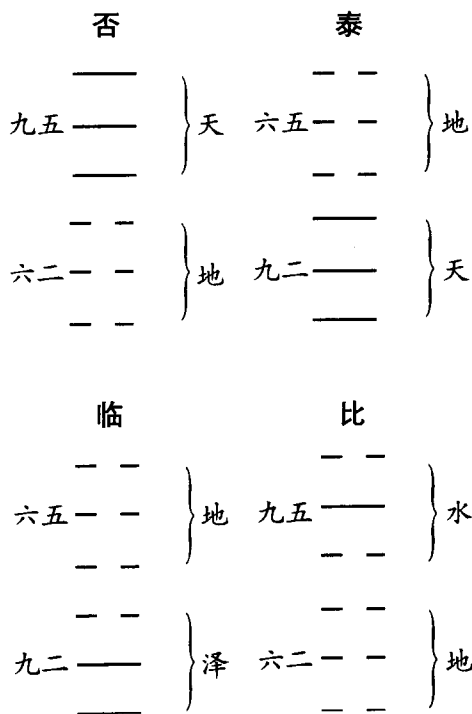 否 泰
九五 天 六五 地
六二 地 九二 天
临 比
六五 地 九五 水
九二 泽 六二 地